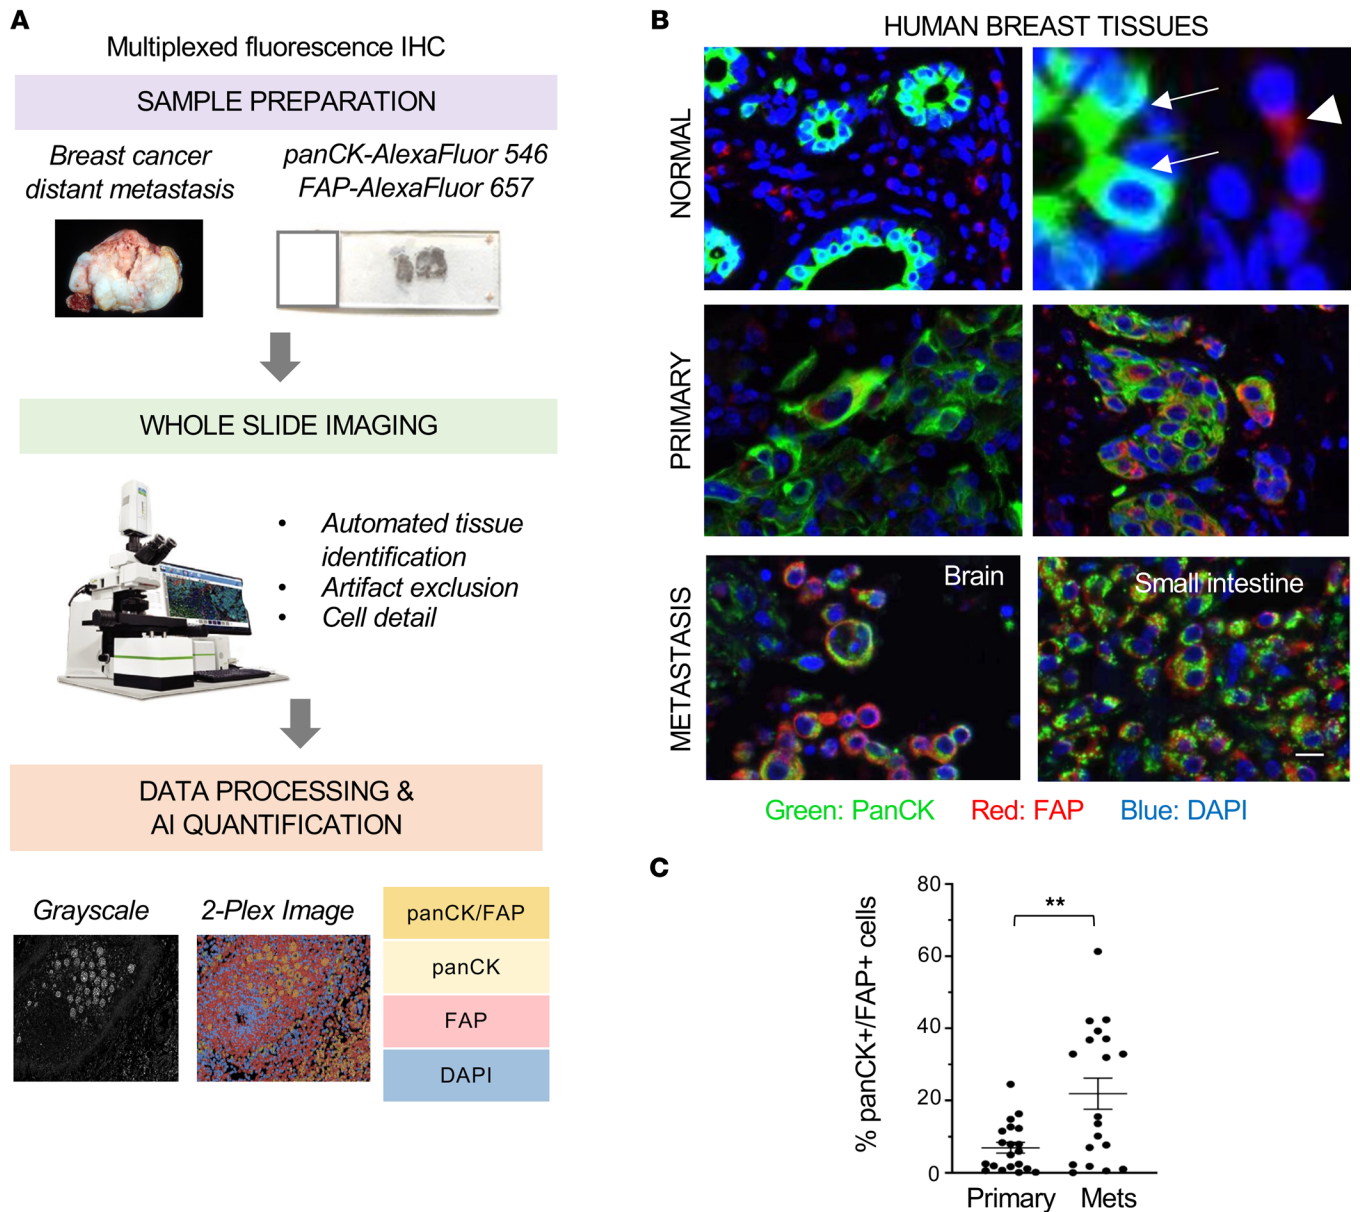 A
Multiplexed fluorescence IHC
SAMPLE PREPARATION
Breast cancer
distant metastasis
panCK-AlexaFluor 546
FAP-AlexaFluor 657
WHOLE SLIDE IMAGING
• Automated tissue
identification
• Artifact exclusion
• Cell detail
DATA PROCESSING &
AI QUANTIFICATION
Grayscale
2-Plex Image
panCK/FAP
panCK
FAP
DAPI
B
HUMAN BREAST TISSUES
NORMAL
PRIMARY
METASTASIS
Brain
Small intestine
Green: PanCK Red: FAP Blue: DAPI
C
% panCK+/FAP+ cells
80
60
40
20
0
**
Primary
Mets